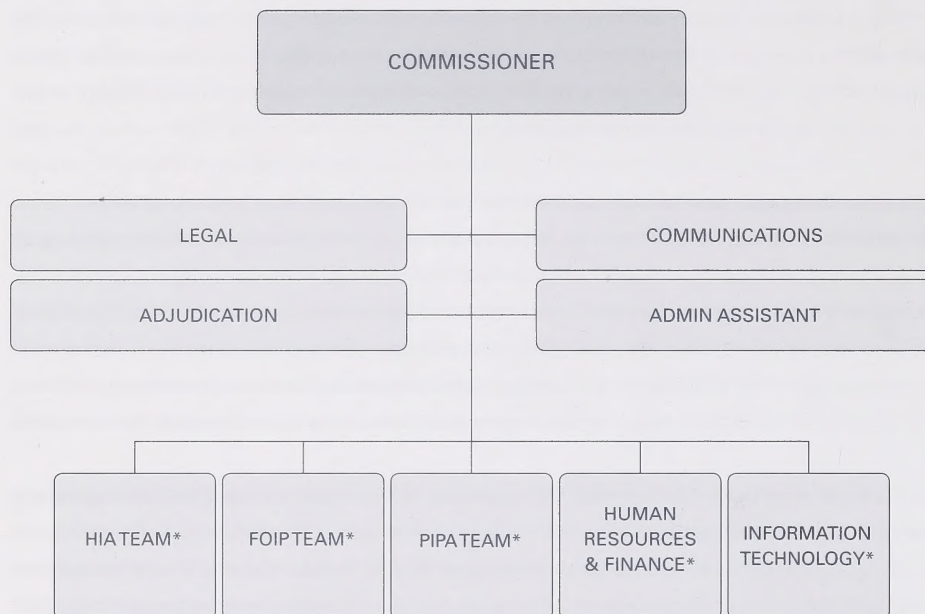 COMMISSIONER
LEGAL
COMMUNICATIONS
ADJUDICATION
ADMIN ASSISTANT
HIA TEAM*
FOIP TEAM*
PIPA TEAM*
HUMAN
RESOURCES
& FINANCE*
INFORMATION
TECHNOLOGY*